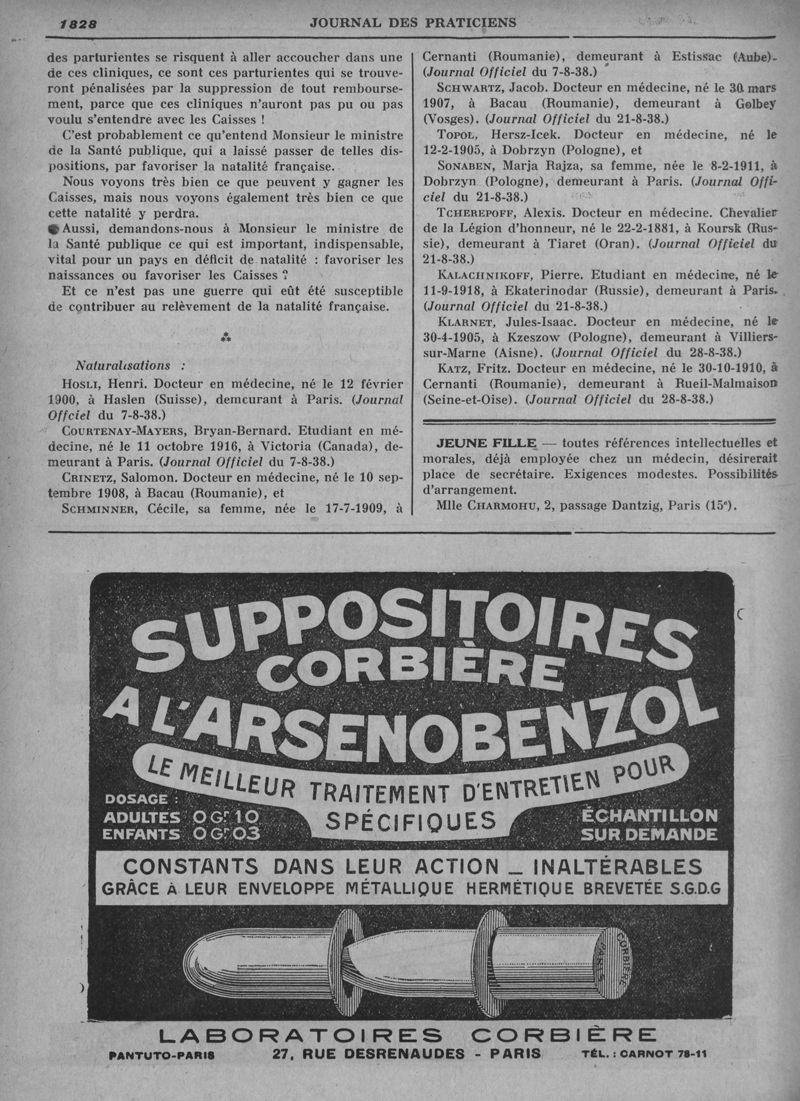 1828
JOURNAL DES PRATICIENS
des parturientes se risquent à aller accoucher dans une
de ces cliniques, ce sont ces parturientes qui se trouve-
ront pénalisées par la suppression de tout rembourse-
ment, parce que ces cliniques n'auront pas pu ou pas
voulu s'entendre avec les Caisses !
C'est probablement ce qu'entend Monsieur le ministre
de la Santé publique, qui a laissé passer de telles dis-
positions, par favoriser la natalité française.
Nous voyons très bien ce que peuvent y gagner les
Caisses, mais nous voyons également très bien ce que
cette natalité y perdra.
Aussi, demandons-nous à Monsieur le ministre de
la Santé publique ce qui est important, indispensable,
vital pour un pays en déficit de natalité : favoriser les
naissances ou favoriser les Caisses ?
Et ce n'est pas une guerre qui eût été susceptible
de contribuer au relèvement de la natalité française.
⁂
Naturalisations :
HOSLI, Henri. Docteur en médecine, né le 12 février
1900, à Haslen (Suisse), demeurant à Paris. (Journal
Offciel du 7-8-38.)
COURTENAY-MAYERS, Bryan-Bernard. Etudiant en mé-
decine, né le 11 octobre 1916, à Victoria (Canada), de-
meurant à Paris. (Journal Officiel du 7-8-38.)
CRINETZ, Salomon. Docteur en médecine, né le 10 sep-
tembre 1908, à Bacau (Roumanie), et
SCHMINNER, Cécile, sa femme, née le 17-7-1909, à
Cernanti (Roumanie), demeurant à Estissac (Aube).
(Journal Officiel du 7-8-38.)
SCHWARTZ, Jacob. Docteur en médecine, né le 30 mars
1907, à Bacau (Roumanie), demeurant à Golbey
(Vosges). (Journal Officiel du 21-8-38.)
TOPOL, Hersz-Icek. Docteur en médecine, né le
12-2-1905, à Dobrzyn (Pologne), et
SONABEN, Marja Rajza, sa femme, née le 8-2-1911, à
Dobrzyn (Pologne), demeurant à Paris. (Journal Offi-
ciel du 21-8-38.)
TCHEREPOFF, Alexis. Docteur en médecine. Chevalier
de la Légion d'honneur, né le 22-2-1881, à Koursk (Rus-
sie), demeurant à Tiaret (Oran). (Journal Officiel du
21-8-38.)
KALACHNIKOFF, Pierre. Etudiant en médecine, né le
11-9-1918, à Ekaterinodar (Russie), demeurant à Paris.
(Journal Officiel du 21-8-38.)
KLARNET, Jules-Isaac. Docteur en médecine, né le
30-4-1905, à Kzeszow (Pologne), demeurant à Villiers-
sur-Marne (Aisne). (Journal Officiel du 28-8-38.)
KATZ, Fritz. Docteur en médecine, né le 30-10-1910, à
Cernanti (Roumanie), demeurant à Rueil-Malmaison
(Seine-et-Oise). (Journal Officiel du 28-8-38.)
JEUNE FILLE — toutes références intellectuelles et
morales, déjà employée chez un médecin, désirerait
place de secrétaire. Exigences modestes. Possibilités
d'arrangement.
Mlle CHARMOHU, 2, passage Dantzig, Paris (15e).
SUPPOSITOIRES
CORBIÈRE
A L'ARSENOBENZOL
LE MEILLEUR TRAITEMENT D'ENTRETIEN POUR
SPÉCIFIQUES
DOSAGE :
ADULTES 0 Gr. 10
ENFANTS 0 Gr. 03
ÉCHANTILLON
SUR DEMANDE
CONSTANTS DANS LEUR ACTION _ INALTÉRABLES
GRÂCE A LEUR ENVELOPPE MÉTALLIQUE HERMÉTIQUE BREVETÉE S.G.D.G
CORBIÈRE
PARIS
LABORATOIRES CORBIÈRE
PANTUTO-PARIS
27, RUE DESRENAUDES - PARIS
TÉL. : CARNOT 78-11